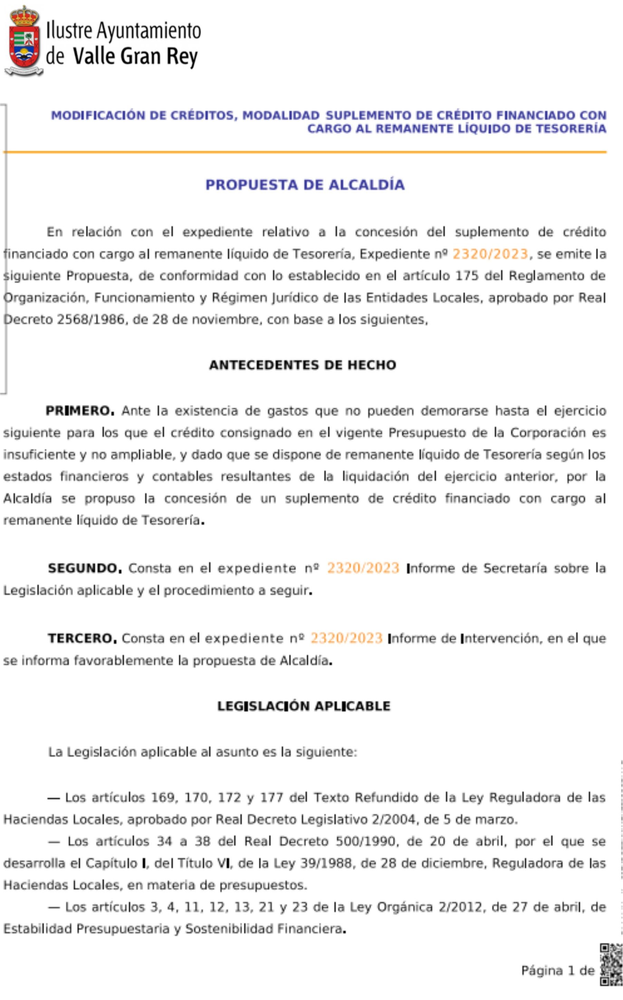 Ilustre Ayuntamiento
de Valle Gran Rey
MODIFICACIÓN DE CRÉDITOS, MODALIDAD SUPLEMENTO DE CRÉDITO FINANCIADO CON
CARGO AL REMANENTE LÍQUIDO DE TESORERÍA
PROPUESTA DE ALCALDÍA
En relación con el expediente relativo a la concesión del suplemento de crédito
financiado con cargo al remanente líquido de Tesorería, Expediente nº 2320/2023, se emite la
siguiente Propuesta, de conformidad con lo establecido en el artículo 175 del Reglamento de
Organización, Funcionamiento y Régimen Jurídico de las Entidades Locales, aprobado por Real
Decreto 2568/1986, de 28 de noviembre, con base a los siguientes,
ANTECEDENTES DE HECHO
PRIMERO. Ante la existencia de gastos que no pueden demorarse hasta el ejercicio
siguiente para los que el crédito consignado en el vigente Presupuesto de la Corporación es
insuficiente y no ampliable, y dado que se dispone de remanente líquido de Tesorería según los
estados financieros y contables resultantes de la liquidación del ejercicio anterior, por la
Alcaldía se propuso la concesión de un suplemento de crédito financiado con cargo al
remanente líquido de Tesorería.
SEGUNDO. Consta en el expediente nº 2320/2023 Informe de Secretaría sobre la
Legislación aplicable y el procedimiento a seguir.
TERCERO. Consta en el expediente nº 2320/2023 Informe de Intervención, en el que
se informa favorablemente la propuesta de Alcaldía.
LEGISLACIÓN APLICABLE
La Legislación aplicable al asunto es la siguiente:
— Los artículos 169, 170, 172 y 177 del Texto Refundido de la Ley Reguladora de las
Haciendas Locales, aprobado por Real Decreto Legislativo 2/2004, de 5 de marzo.
— Los artículos 34 a 38 del Real Decreto 500/1990, de 20 de abril, por el que se
desarrolla el Capítulo I, del Título VI, de la Ley 39/1988, de 28 de diciembre, Reguladora de las
Haciendas Locales, en materia de presupuestos.
— Los artículos 3, 4, 11, 12, 13, 21 y 23 de la Ley Orgánica 2/2012, de 27 de abril, de
Estabilidad Presupuestaria y Sostenibilidad Financiera.
Página 1 de